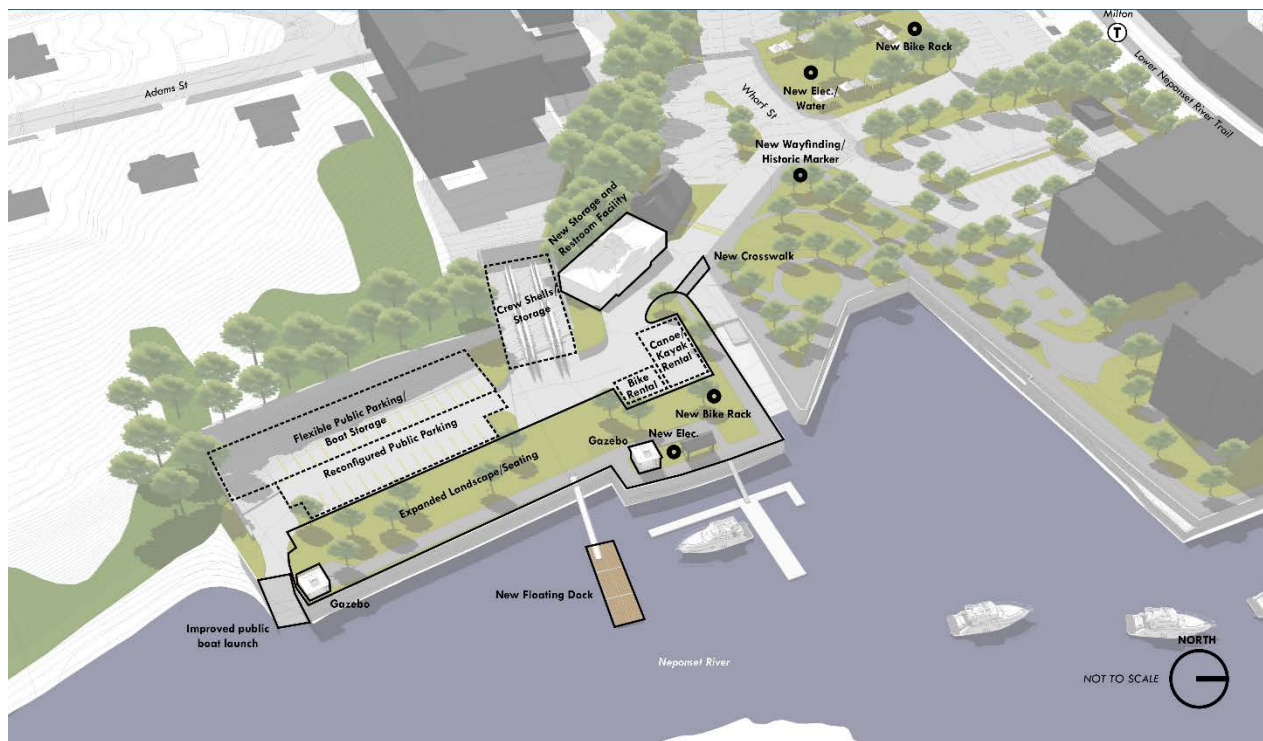 Milton
T
New Bike Rack
Lower Neponset River Trail
Adams St
New Elec./
Water
Wharf St
New Wayfinding/
Historic Marker
New Storage and
Restroom Facility
New Crosswalk
Crew Shells/
Storage
Canoe/
Kayak
Rental
Bike
Rental
Flexible Public Parking/
Boat Storage
New Bike Rack
Reconfigured Public Parking
Gazebo
New Elec.
Expanded Landscape/Seating
New Floating Dock
Gazebo
Improved public
boat launch
Neponset River
NORTH
NOT TO SCALE